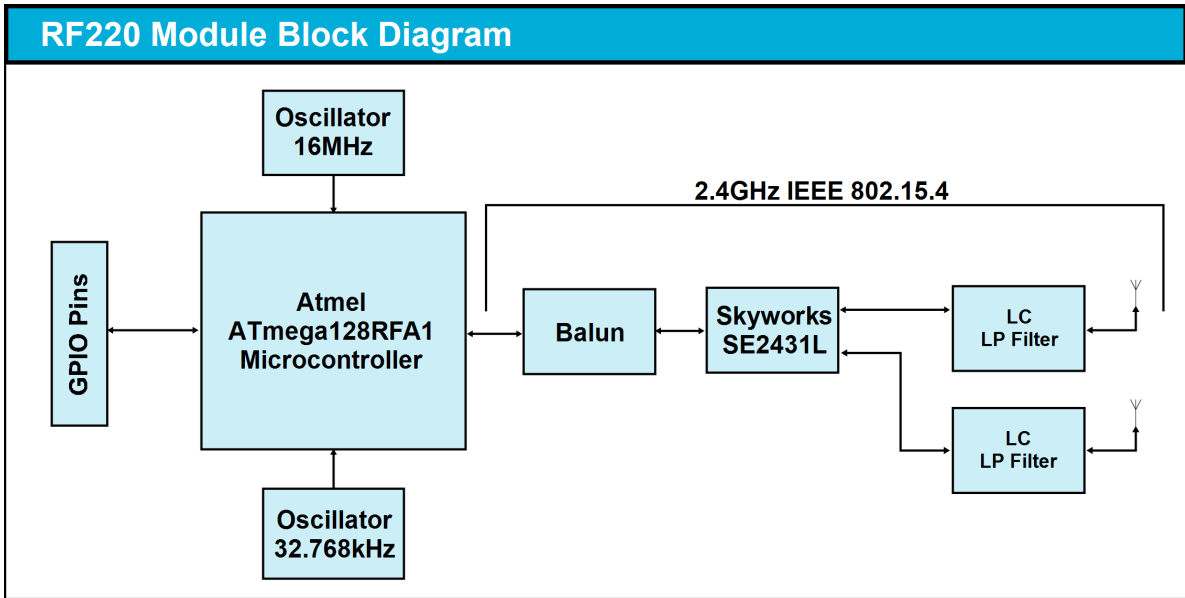 RF220 Module Block Diagram
Oscillator
16MHz
2.4GHz IEEE 802.15.4
GPIO Pins
Atmel
ATmega128RFA1
Microcontroller
Balun
Skyworks
SE2431L
LC
LP Filter
LC
LP Filter
Oscillator
32.768kHz